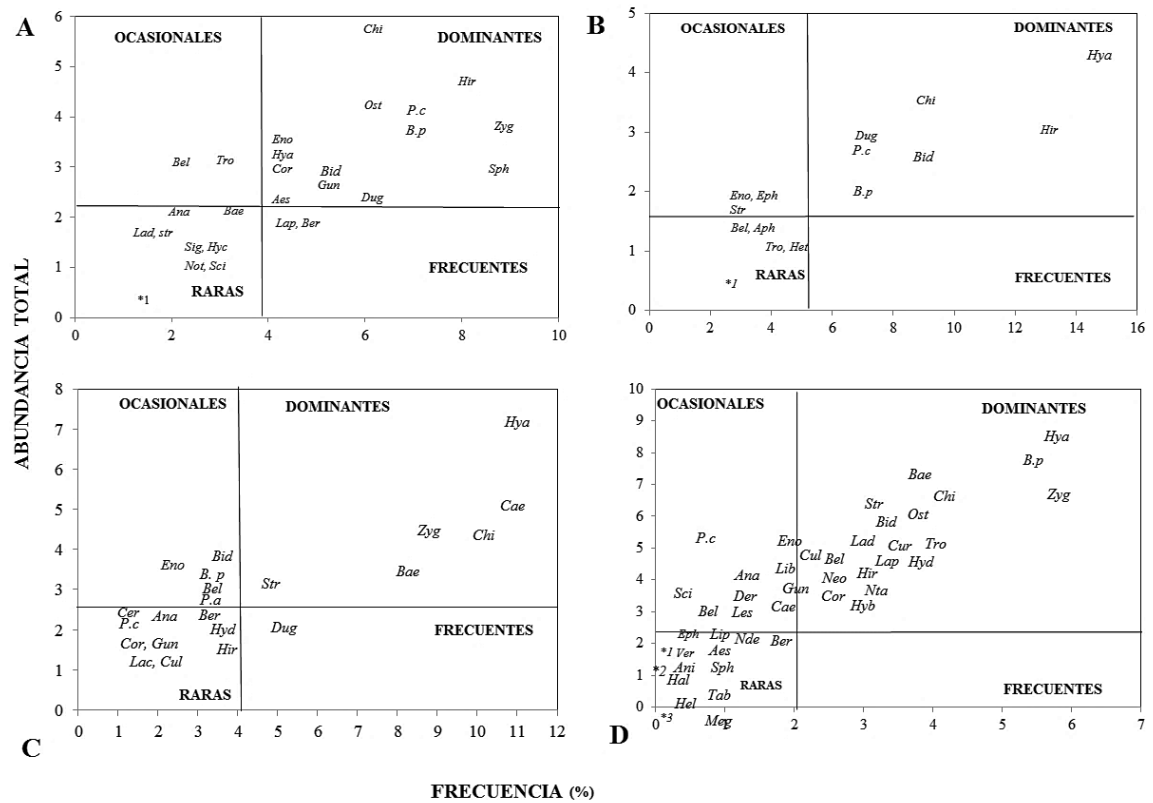 A
OCASIONALES
DOMINANTES
Chi
Hir
Ost
P.c
B.p
Zyg
Eno
Hya
Cor
Bel
Tro
Bid
Gun
Sph
Aes
Dug
Ana
Bae
Lap, Ber
Lad, str
Sig, Hyc
Not, Sci
FRECUENTES
RARAS
*1
6
5
4
3
2
1
0
0 2 4 6 8 10
B
OCASIONALES
DOMINANTES
Hya
Chi
Hir
Dug
P.c
Bid
B.p
Eno, Eph
Str
Bel, Aph
Tro, Het
RARAS
FRECUENTES
*1
5
4
3
2
1
0
0 2 4 6 8 10 12 14 16
ABUNDANCIA TOTAL
C
OCASIONALES
DOMINANTES
Hya
Cae
Zyg
Chi
Bae
Str
Bid
Eno
B. p
Bel
P.a
Cer
P.c
Ana
Ber
Hyd
Dug
Cor, Gun
Hir
Lac, Cul
FRECUENTES
RARAS
8
7
6
5
4
3
2
1
0
0 1 2 3 4 5 6 7 8 9 10 11 12
D
OCASIONALES
DOMINANTES
Hya
B.p
Bae
Zyg
Chi
Str
Ost
Bid
P.c
Eno
Lad
Cur
Tro
Cul
Bel
Lap
Hyd
Lib
Hir
Ana
Neo
Gun
Nta
Sci
Der
Cor
Cae
Hyb
Bel
Les
Eph
Lip
Nde
Ber
*1 Ver
Aes
*2
Ani
Sph
Hal
RARAS
FRECUENTES
Tab
Hel
*3
Meg
10
9
8
7
6
5
4
3
2
1
0
0 1 2 3 4 5 6 7
FRECUENCIA (%)